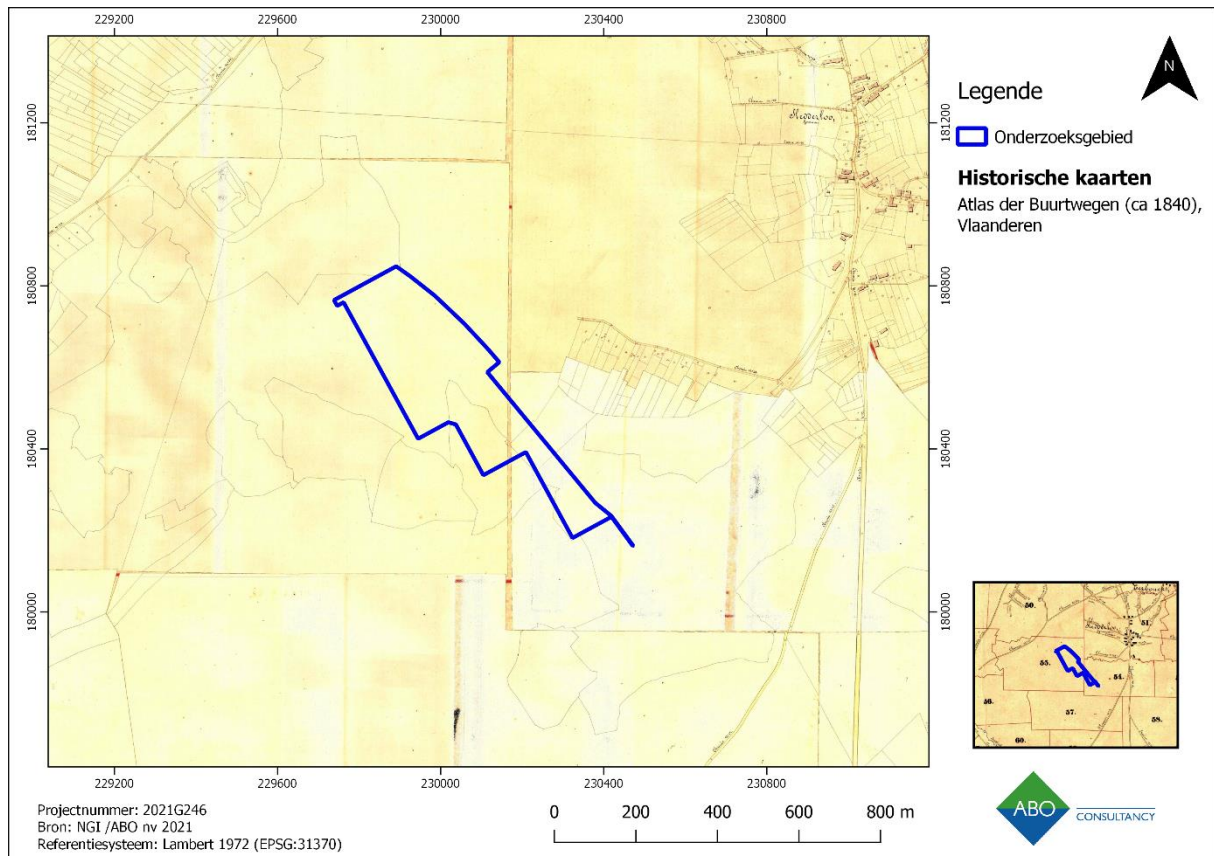 229200 229600 230000 230400 230800
181200 181200
180800 180800
180400 180400
180000 180000
229200 229600 230000 230400 230800
N
Legende
Onderzoeksgebied
Historische kaarten
Atlas der Buurtwegen (ca 1840),
Vlaanderen
50.
51.
55.
54.
56.
57.
58.
60.
Projectnummer: 2021G246
Bron: NGI /ABO nv 2021
Referentiesysteem: Lambert 1972 (EPSG:31370)
0 200 400 600 800 m
ABO CONSULTANCY